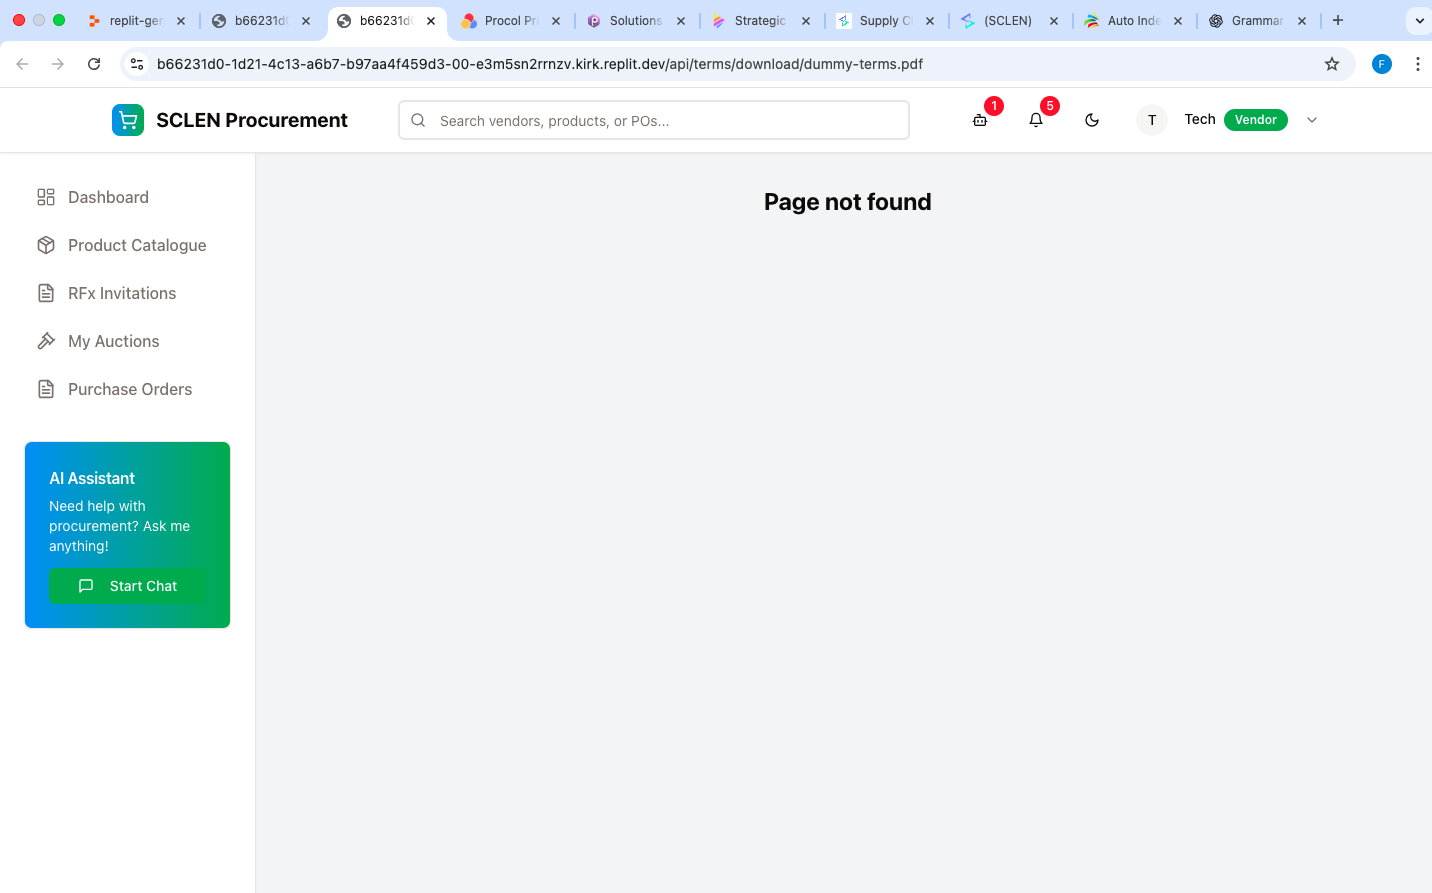 replit-gen
b66231d0
b66231d0
Procol Pr
Solutions
Strategic
Supply C
(SCLEN)
Auto Inde
Grammar
b66231d0-1d21-4c13-a6b7-b97aa4f459d3-00-e3m5sn2rrnzv.kirk.replit.dev/api/terms/download/dummy-terms.pdf
F
SCLEN Procurement
Search vendors, products, or POs...
1
5
T
Tech
Vendor
Dashboard
Product Catalogue
RFx Invitations
My Auctions
Purchase Orders
AI Assistant
Need help with
procurement? Ask me
anything!
Start Chat
Page not found